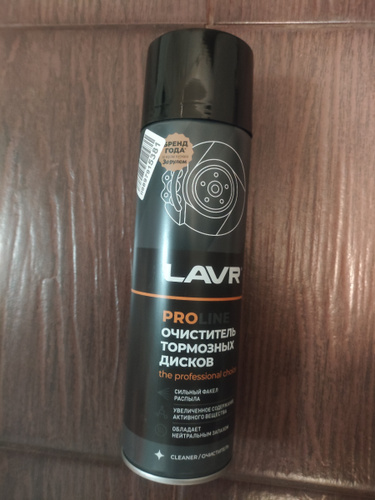 БРЕНД
ГОДА
Зарулем
LAVR
PROLINE
ОЧИСТИТЕЛЬ
ТОРМОЗНЫХ
ДИСКОВ
the professional choice
СИЛЬНЫЙ ФАКЕЛ
РАСПЫЛА
УВЕЛИЧЕННОЕ СОДЕРЖАНИЕ
АКТИВНОГО ВЕЩЕСТВА
ОБЛАДАЕТ
НЕЙТРАЛЬНЫМ ЗАПАХОМ
CLEANER / ОЧИСТИТЕЛЬ